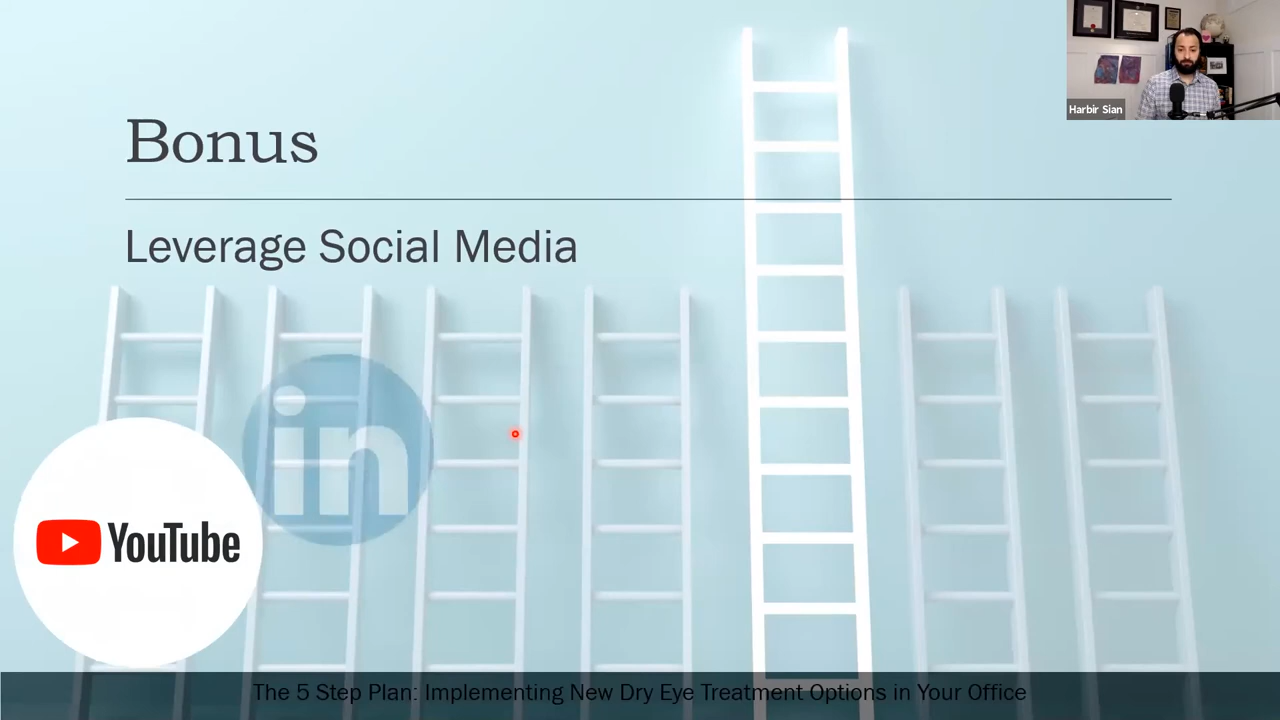 Harbir Sian
Bonus
Leverage Social Media
in
YouTube
The 5 Step Plan: Implementing New Dry Eye Treatment Options in Your Office